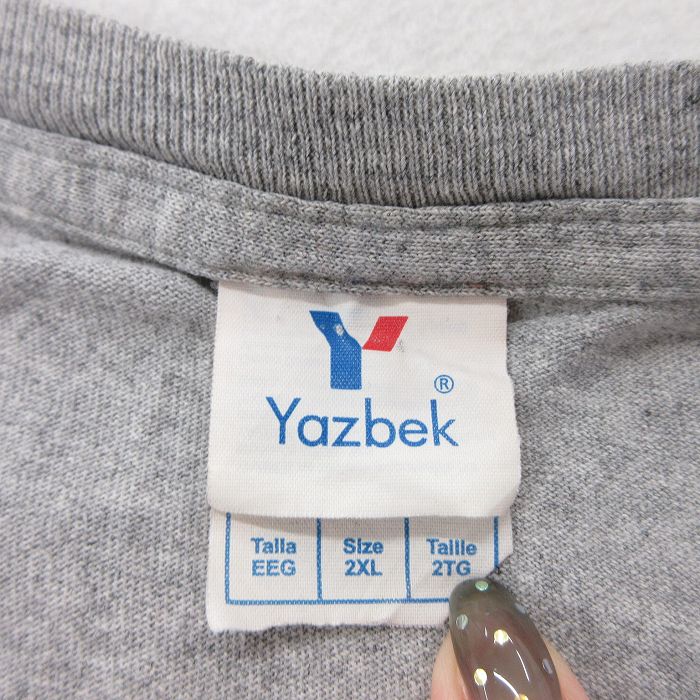 Yazbek®
Talla Size Taille
EEG 2XL 2TG